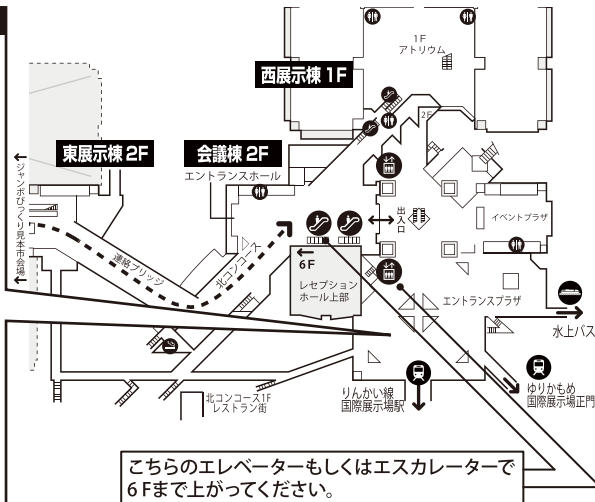 1F
アトリウム
西展示棟 1F
2F
東展示棟 2F
会議棟 2F
エントランスホール
ジャンボびっくり見本市会場
連絡ブリッジ
北コンコース
出入口
イベントプラザ
6F
レセプション
ホール上部
エントランスプラザ
水上バス
りんかい線
国際展示場駅
ゆりかもめ
国際展示場正門
北コンコース1F
レストラン街
こちらのエレベーターもしくはエスカレーターで
6Fまで上がってください。